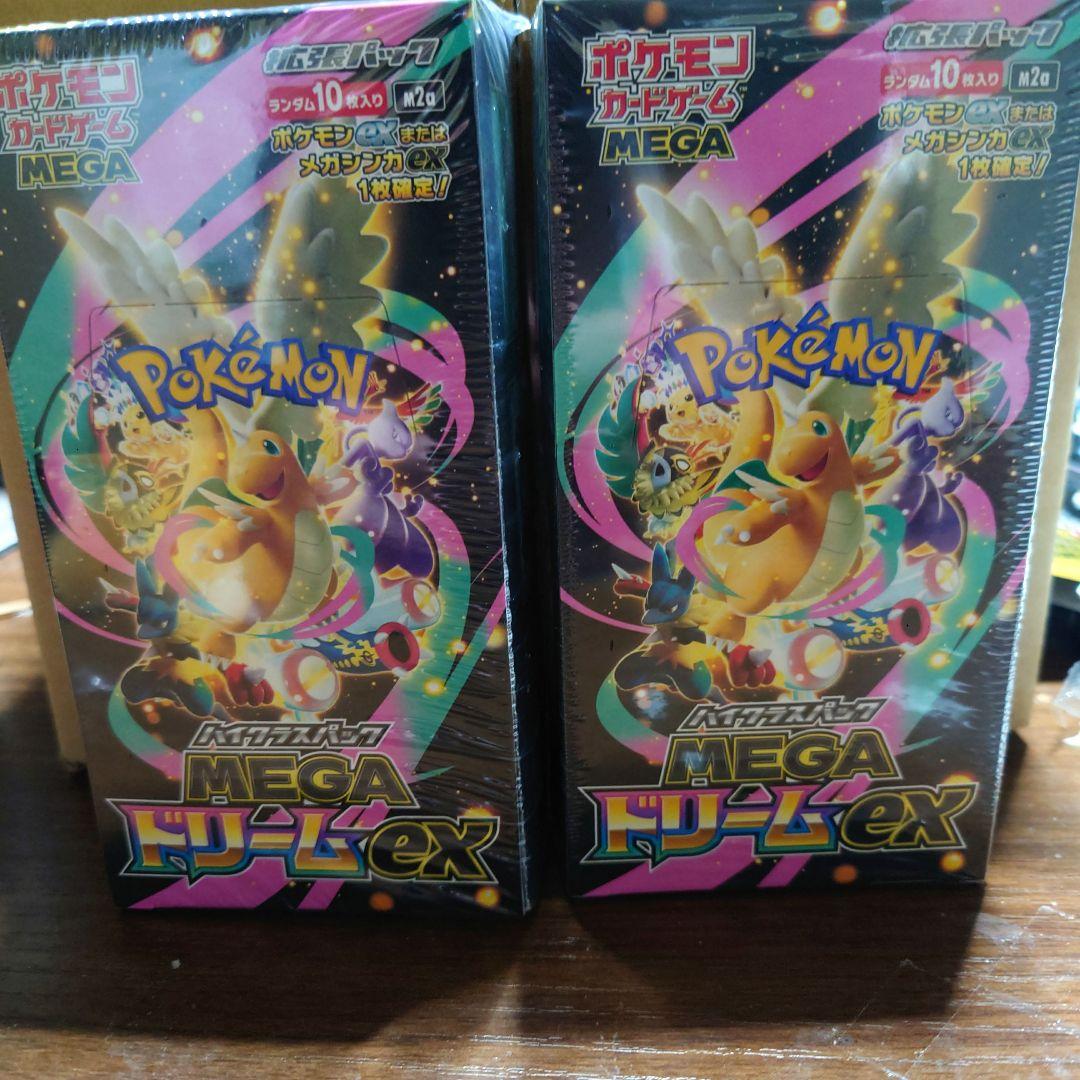 ポケモン
カードゲーム
MEGA
拡張パック
ランダム10枚入り M2a
ポケモンexまたは
メガシンカex
1枚確定!
POKéMON
ハイクラスパック
MEGA
ドリームex
ポケモン
カードゲーム™
MEGA
拡張パック
ランダム10枚入り M2a
ポケモンexまたは
メガシンカex
1枚確定!
POKéMON
ハイクラスパック
MEGA
ドリームex